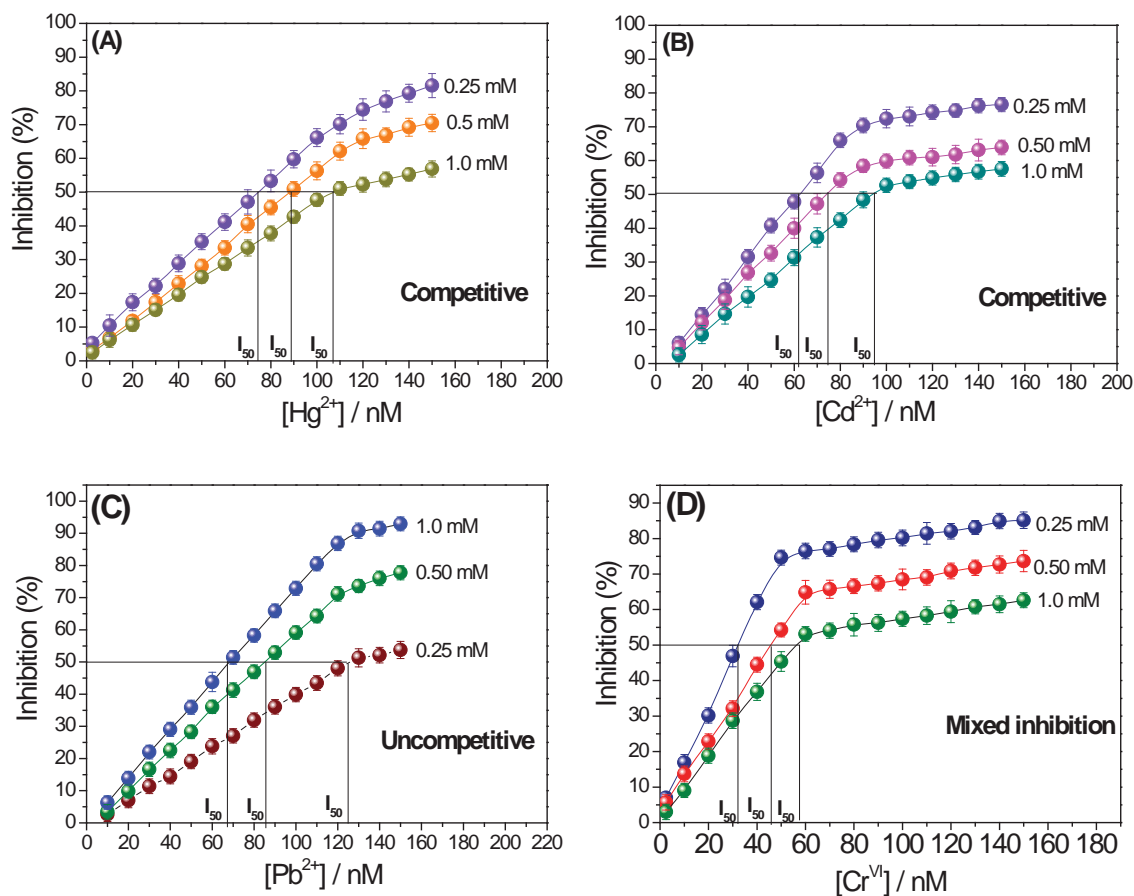 (A)
100
90
80
70
60
50
40
30
20
10
0
Inhibition (%)
0.25 mM
0.5 mM
1.0 mM
Competitive
I50 I50 I50
0 20 40 60 80 100 120 140 160 180 200
[Hg2+] / nM
(B)
100
90
80
70
60
50
40
30
20
10
0
Inhibition (%)
0.25 mM
0.50 mM
1.0 mM
Competitive
I50 I50 I50
0 20 40 60 80 100 120 140 160 180 200
[Cd2+] / nM
(C)
100
90
80
70
60
50
40
30
20
10
0
Inhibition (%)
1.0 mM
0.50 mM
0.25 mM
Uncompetitive
I50 I50 I50
0 20 40 60 80 100 120 140 160 180 200 220
[Pb2+] / nM
(D)
100
90
80
70
60
50
40
30
20
10
0
Inhibition (%)
0.25 mM
0.50 mM
1.0 mM
Mixed inhibition
I50 I50 I50
0 20 40 60 80 100 120 140 160 180
[CrVI] / nM